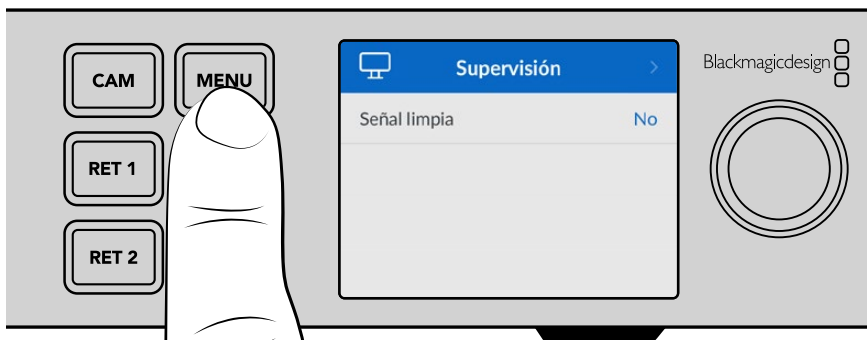 CAM
MENU
Supervisión
Blackmagicdesign
Señal limpia No
RET 1
RET 2